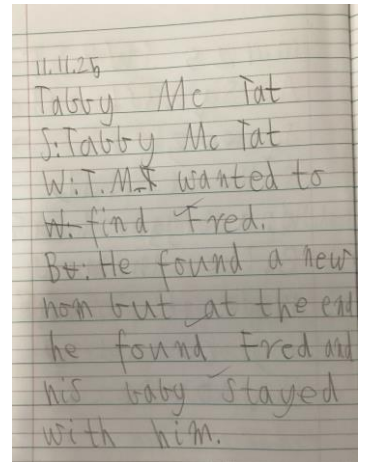 11.11.25
Tabby Mc Tat
S: Tabby Mc Tat
W: T.M.T wanted to
W: find Fred.
But: He found a new
hom but at the end
he found Fred and
his baby stayed
with him.